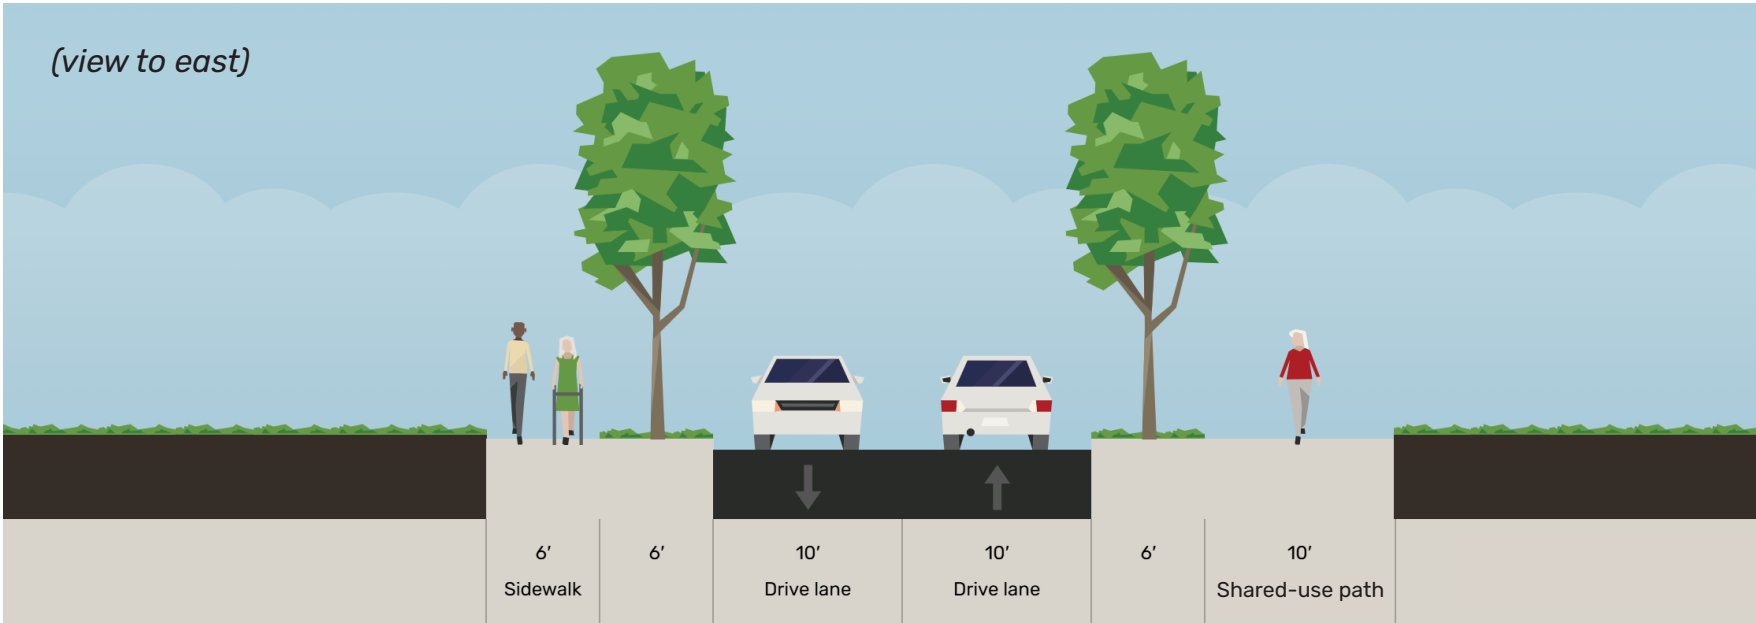 (view to east)
6’ 6’ 10’ 10’ 6’ 10’
Sidewalk Drive lane Drive lane Shared-use path